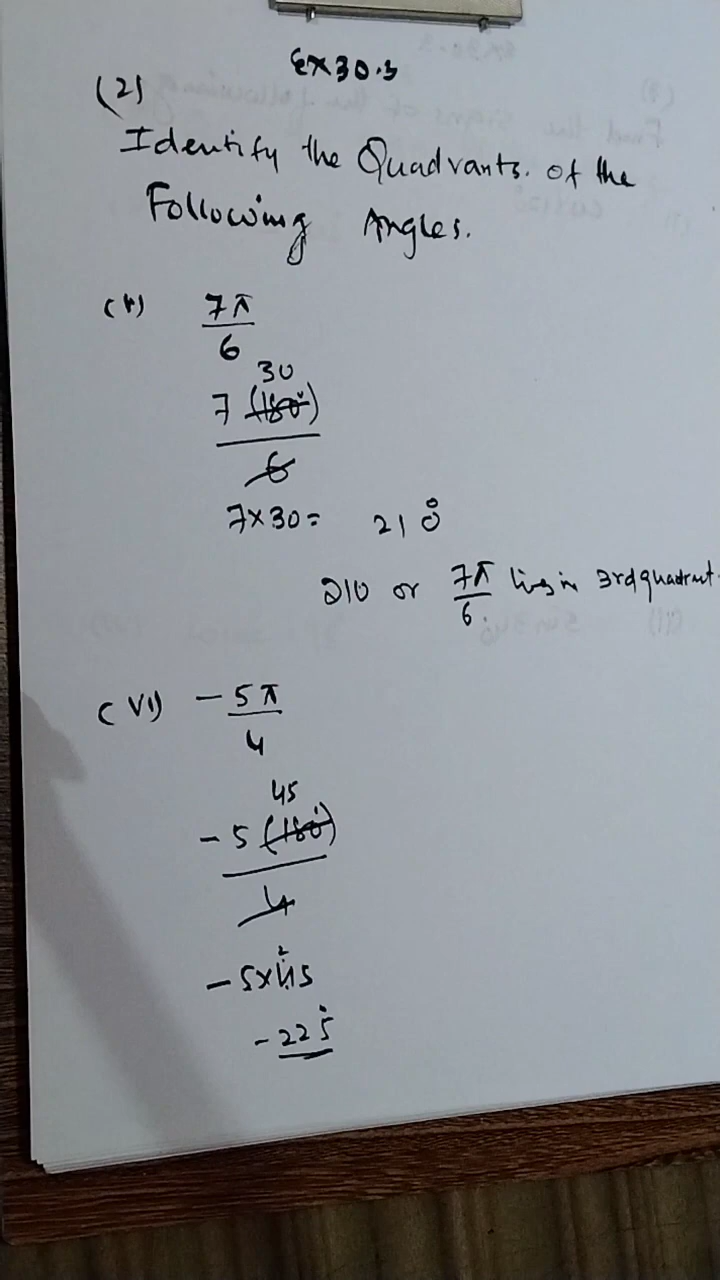 Ex 30.3
(2)
Identify the Quadrants. of the
Following Angles.
7π
6
30
7 (180°)
6
7×30= 210°
210 or 7π/6 lies in 3rd quadrant.
(VI) -5π
4
45
-5 (180°)
4
2
-5×45
-225°